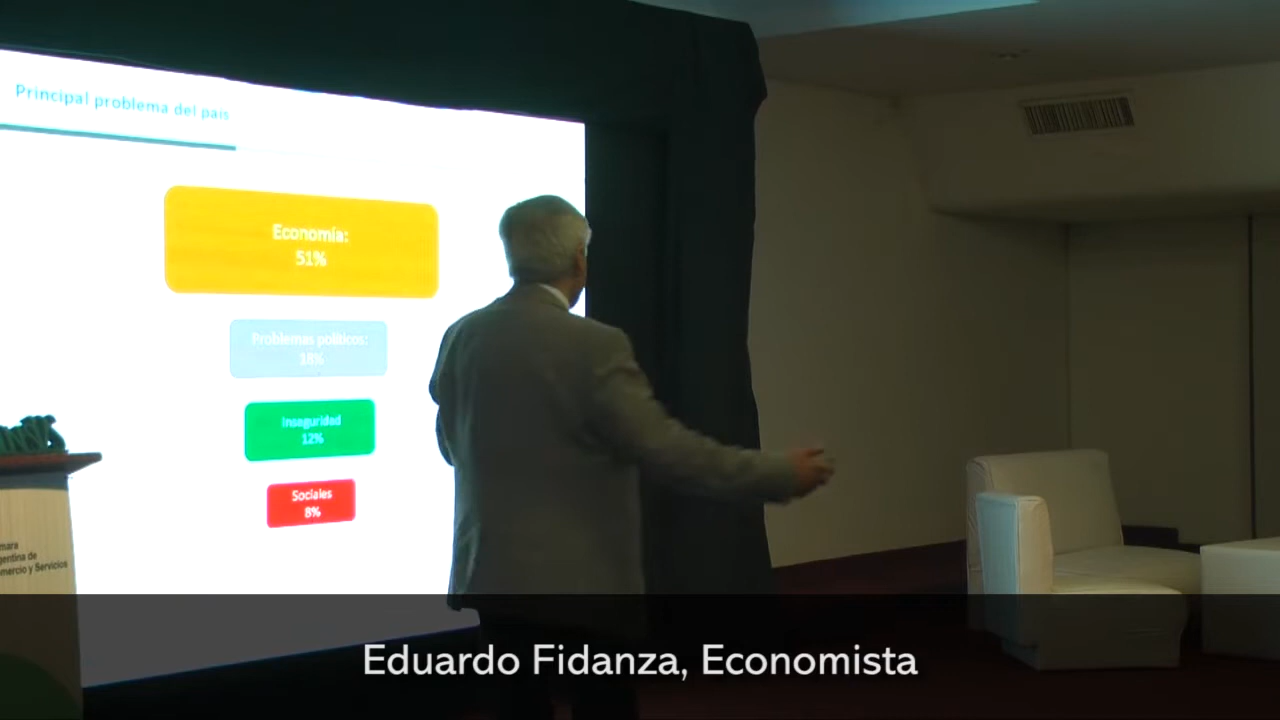 Principal problema del país
Economía:
51%
Problemas políticos:
18%
Inseguridad
12%
Sociales
8%
mara
gentina de
mercio y Servicios
Eduardo Fidanza, Economista